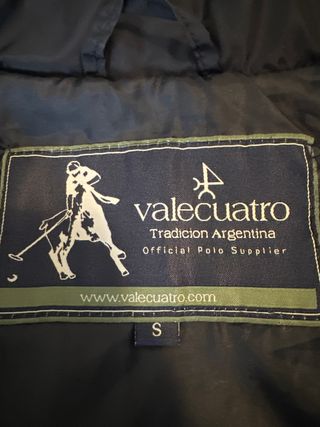 valecuatro
Tradicion Argentina
Official Polo Supplier
www.valecuatro.com
S